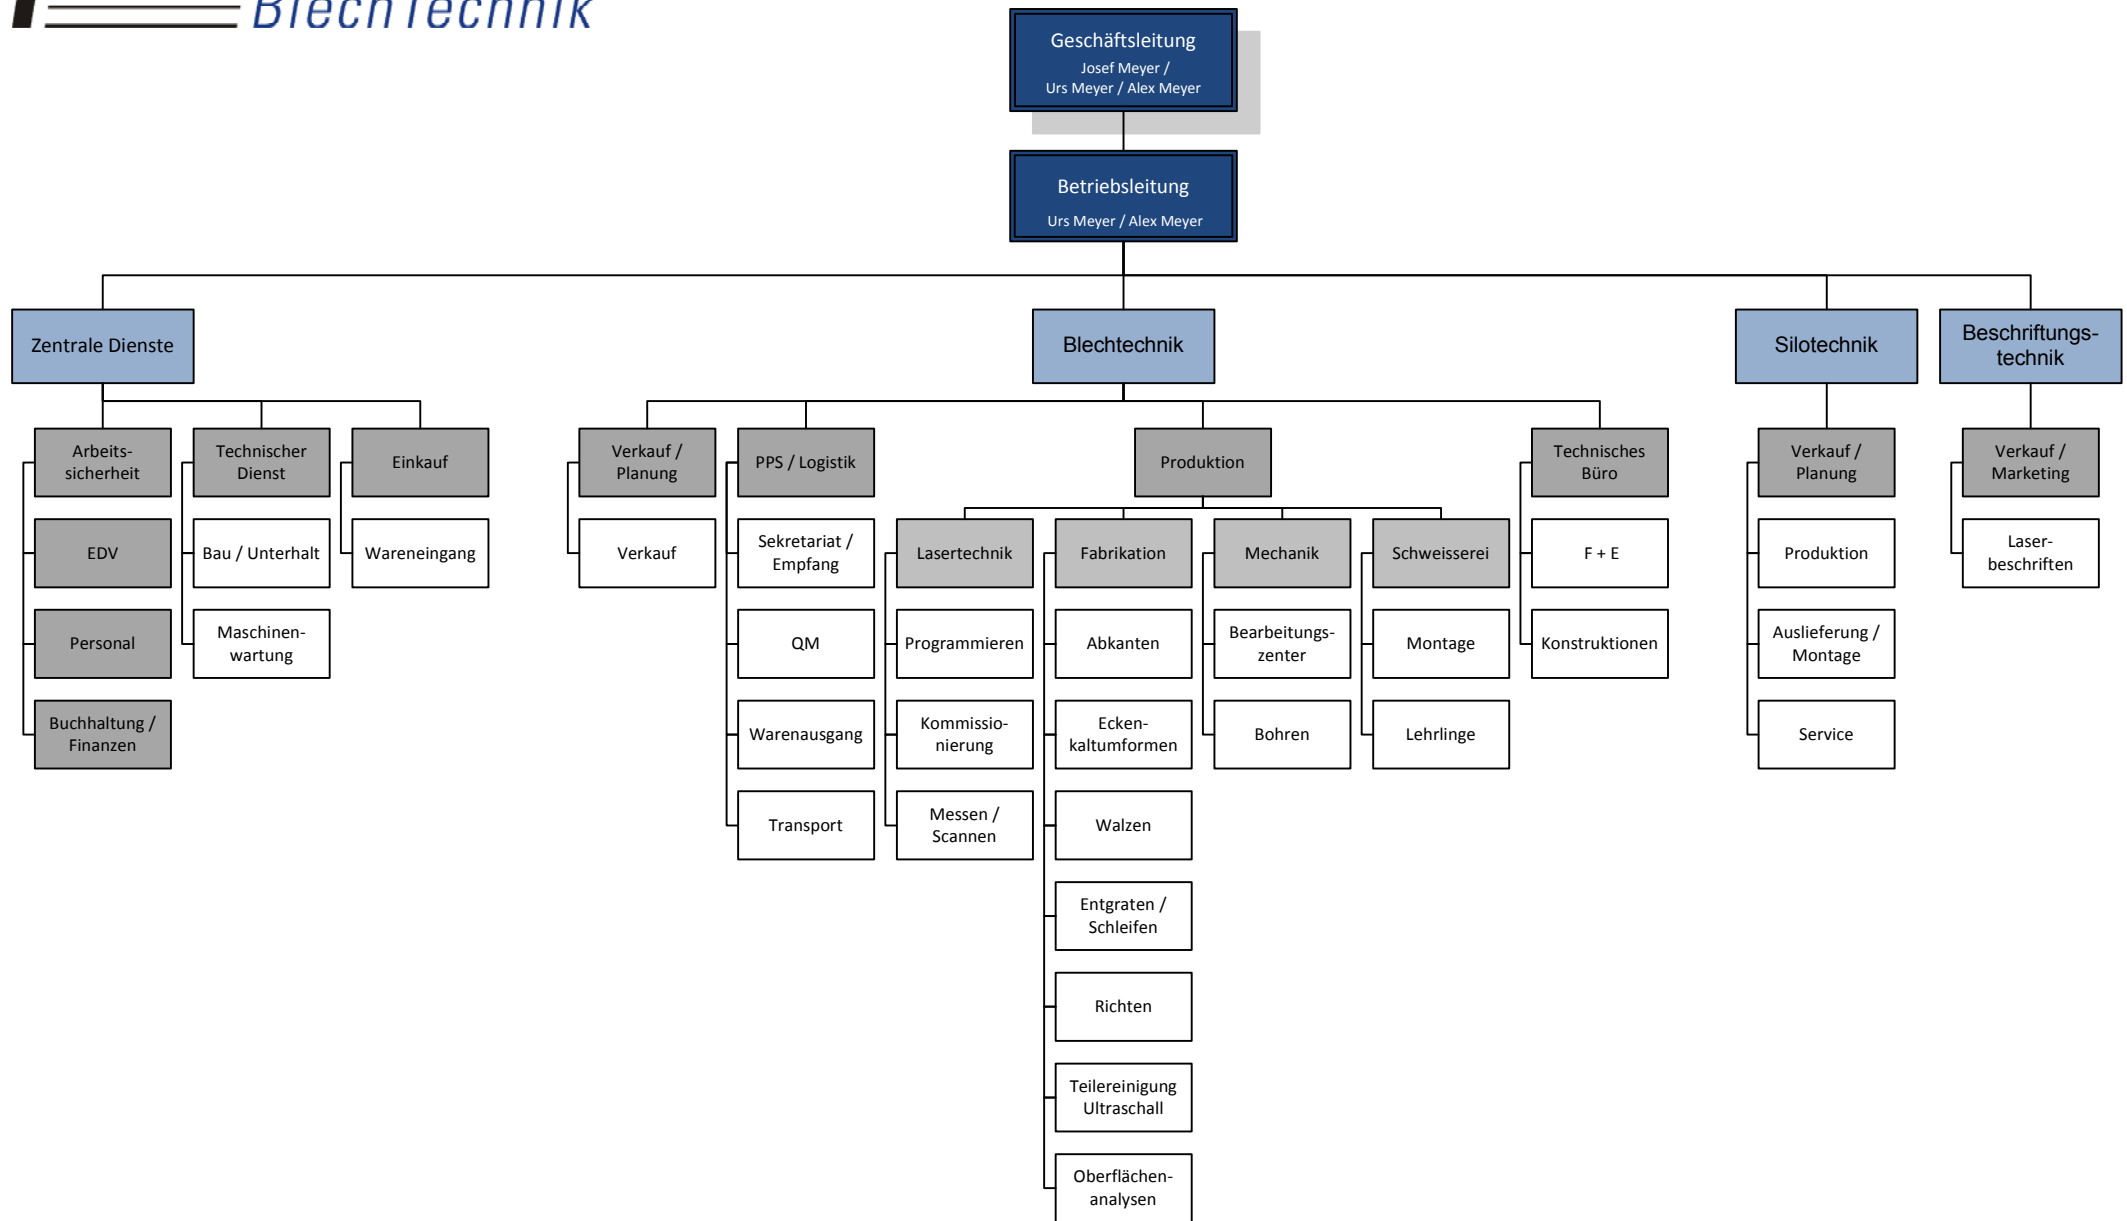 BlechTechnik
Geschäftsleitung
Josef Meyer /
Urs Meyer / Alex Meyer
Betriebsleitung
Urs Meyer / Alex Meyer
Zentrale Dienste
Blechtechnik
Silotechnik
Beschriftungs-
technik
Arbeits-
sicherheit
EDV
Personal
Buchhaltung /
Finanzen
Technischer
Dienst
Bau / Unterhalt
Maschinen-
wartung
Einkauf
Wareneingang
Verkauf /
Planung
Verkauf
PPS / Logistik
Sekretariat /
Empfang
QM
Warenausgang
Transport
Produktion
Lasertechnik
Programmieren
Kommissio-
nierung
Messen /
Scannen
Fabrikation
Abkanten
Ecken-
kaltumformen
Walzen
Entgraten /
Schleifen
Richten
Teilereinigung
Ultraschall
Oberflächen-
analysen
Mechanik
Bearbeitungs-
zenter
Bohren
Schweisserei
Montage
Lehrlinge
Technisches
Büro
F + E
Konstruktionen
Verkauf /
Planung
Produktion
Auslieferung /
Montage
Service
Verkauf /
Marketing
Laser-
beschriften